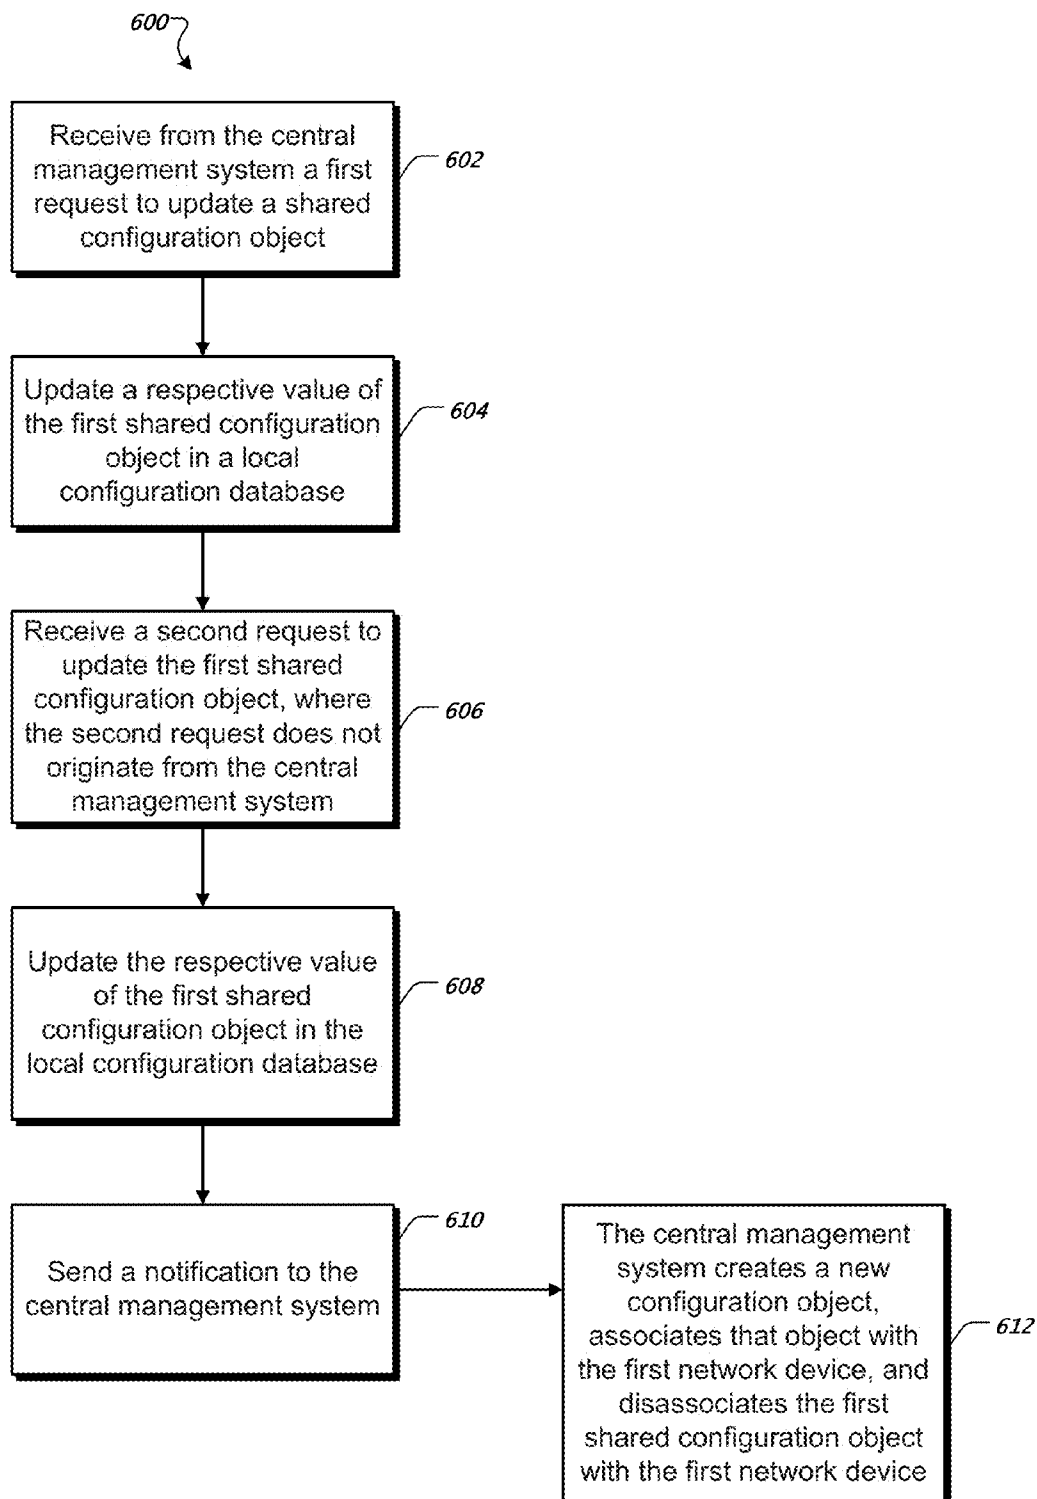 600
Receive from the central
management system a first
request to update a shared
configuration object
602
Update a respective value of
the first shared configuration
object in a local
configuration database
604
Receive a second request to
update the first shared
configuration object, where
the second request does not
originate from the central
management system
606
Update the respective value
of the first shared
configuration object in the
local configuration database
608
Send a notification to the
central management system
610
The central management
system creates a new
configuration object,
associates that object with
the first network device, and
disassociates the first
shared configuration object
with the first network device
612